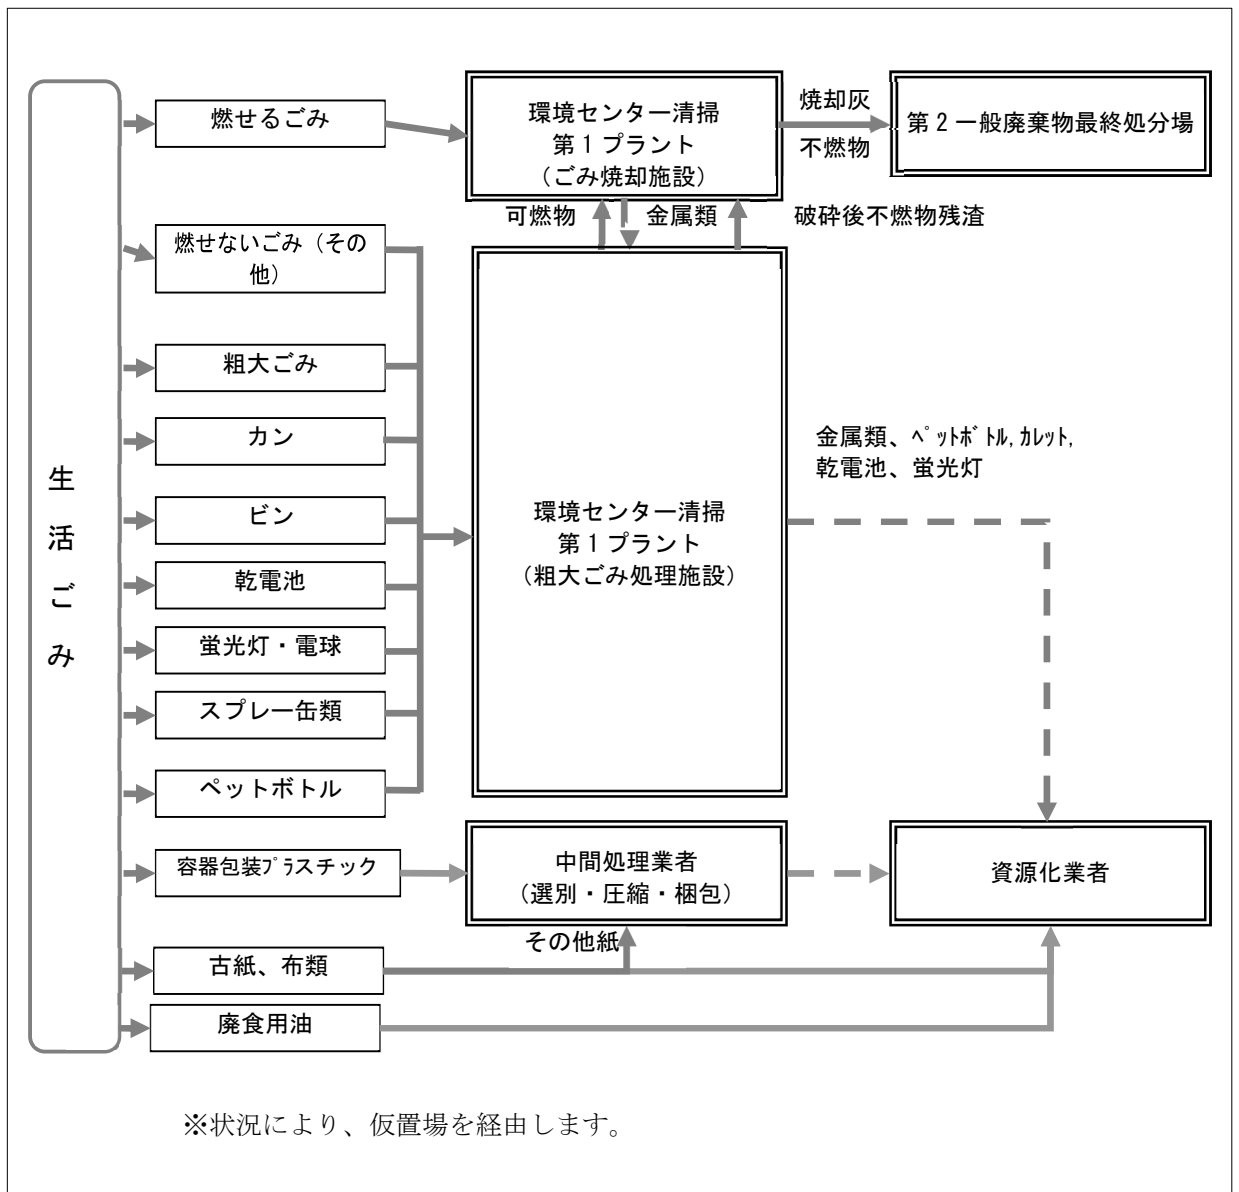 生活ごみ
燃せるごみ
環境センター清掃
第1プラント
（ごみ焼却施設）
焼却灰
不燃物
第2一般廃棄物最終処分場
可燃物
金属類
破砕後不燃物残渣
燃せないごみ（その
他）
粗大ごみ
カン
ビン
乾電池
蛍光灯・電球
スプレー缶類
ペットボトル
環境センター清掃
第1プラント
（粗大ごみ処理施設）
金属類、ﾍﾟｯﾄﾎﾞﾄﾙ,ｶﾚｯﾄ,
乾電池、蛍光灯
容器包装ﾌﾟﾗｽﾁｯｸ
中間処理業者
（選別・圧縮・梱包）
資源化業者
その他紙
古紙、布類
廃食用油
※状況により、仮置場を経由します。